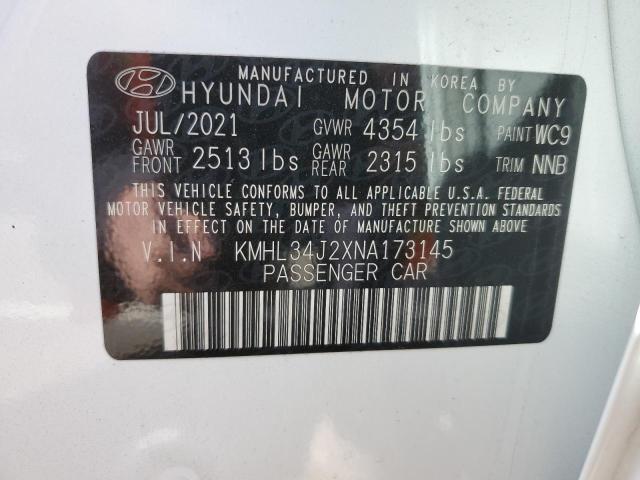 MANUFACTURED IN KOREA BY
HYUNDAI MOTOR COMPANY
JUL/2021 GVWR 4354 lbs PAINT WC9
GAWR FRONT 2513 lbs GAWR REAR 2315 lbs TRIM NNB
THIS VEHICLE CONFORMS TO ALL APPLICABLE U.S.A. FEDERAL
MOTOR VEHICLE SAFETY, BUMPER, AND THEFT PREVENTION STANDARDS
IN EFFECT ON THE DATE OF MANUFACTURE SHOWN ABOVE.
V.I.N KMHL34J2XNA173145
PASSENGER CAR